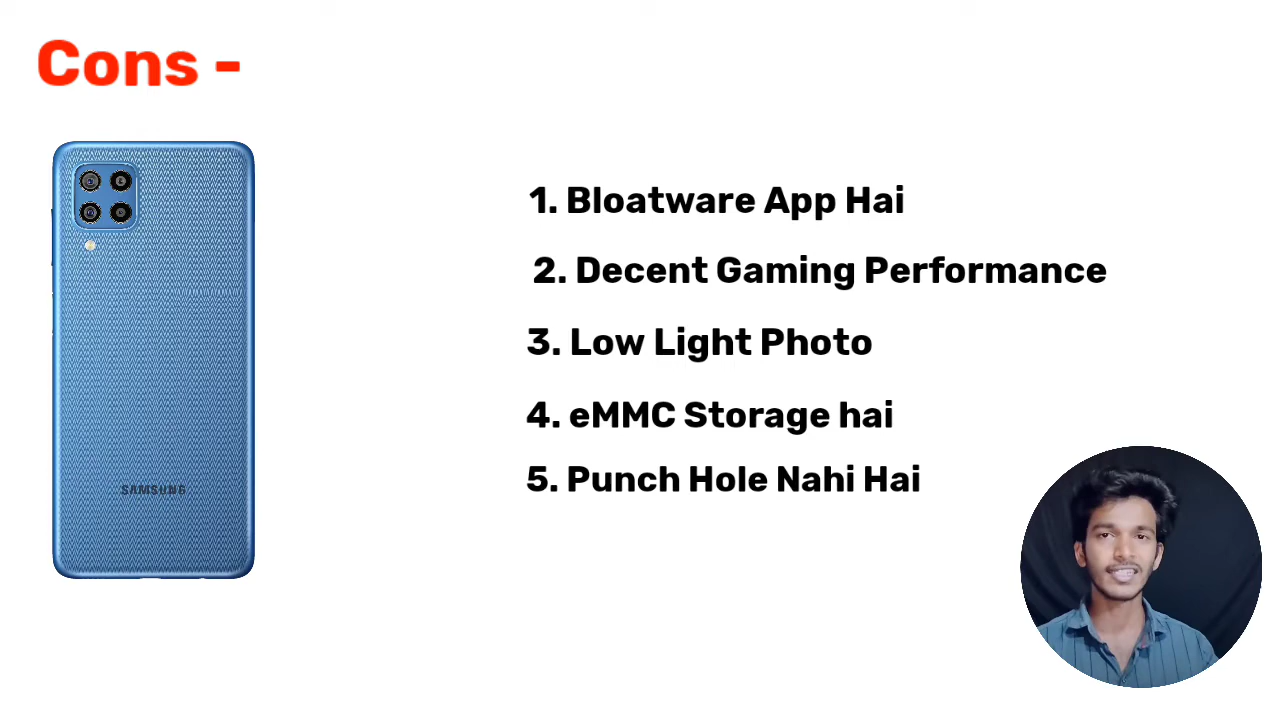 Cons -
1. Bloatware App Hai
2. Decent Gaming Performance
3. Low Light Photo
4. eMMC Storage hai
5. Punch Hole Nahi Hai
SAMSUNG